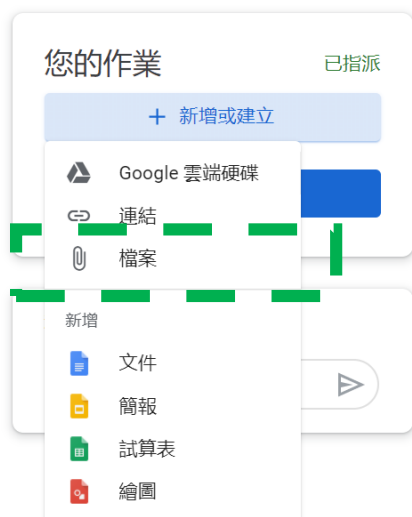 您的作業
已指派
+ 新增或建立
Google 雲端硬碟
連結
檔案
新增
文件
簡報
試算表
繪圖